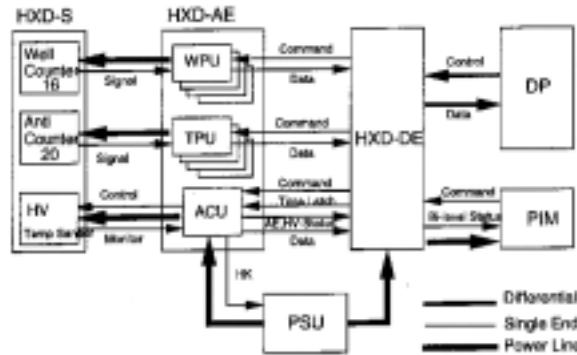 HXD-S
HXD-AE
Well
Counter
16
Signal
WPU
Command
Data
Control
Data
DP
Anti
Counter
20
Signal
TPU
Command
Data
HXD-DE
HV
Temp Sensor
Control
Monitor
ACU
Command
Time Latch
AE, HV-Status
Data
Command
Bi-level Status
PIM
HK
PSU
Differential
Single End
Power Line